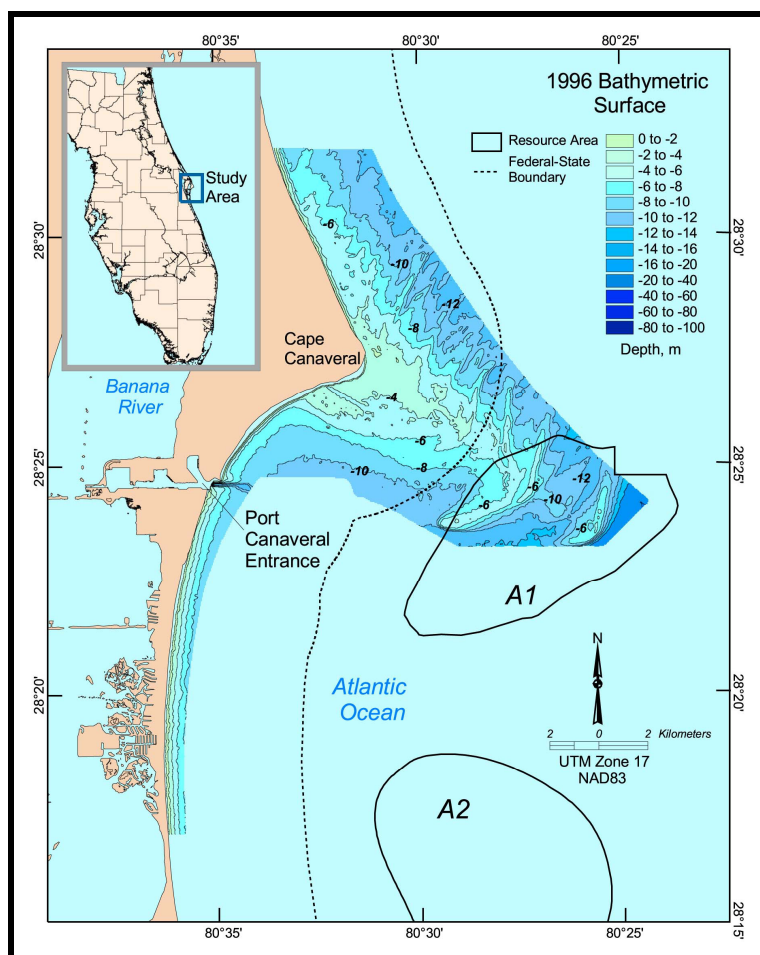 80°35'
80°30'
80°25'
1996 Bathymetric
Surface
Resource Area
Federal-State
Boundary
0 to -2
-2 to -4
-4 to -6
-6 to -8
-8 to -10
-10 to -12
-12 to -14
-14 to -16
-16 to -20
-20 to -40
-40 to -60
-60 to -80
-80 to -100
Depth, m
Study
Area
28°30'
28°30'
-6
-10
-12
-8
Cape
Canaveral
Banana
River
-4
-6
-8
-10
28°25'
28°25'
-12
-6
-6
-10
-6
Port
Canaveral
Entrance
A1
N
28°20'
28°20'
Atlantic
Ocean
2
0
2
Kilometers
UTM Zone 17
NAD83
A2
28°15'
80°35'
80°30'
80°25'